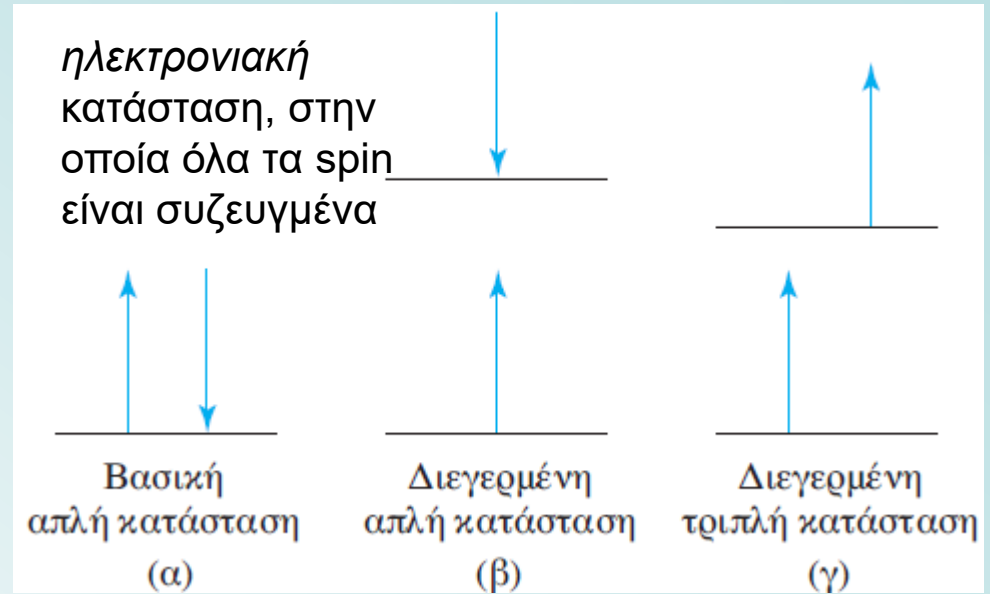 ηλεκτρονιακή
κατάσταση, στην
οποία όλα τα spin
είναι συζευγμένα
Βασική
απλή κατάσταση
(α)
Διεγερμένη
απλή κατάσταση
(β)
Διεγερμένη
τριπλή κατάσταση
(γ)